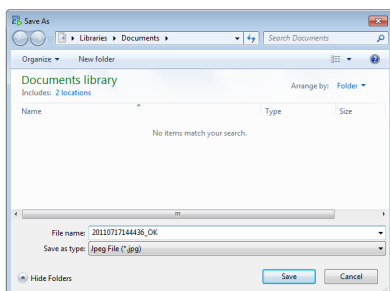 Save As
Libraries Documents Search Documents
Organize New folder
Documents library
Includes: 2 locations
Arrange by: Folder
Name Type Size
No items match your search.
File name: 20110717144436_OK
Save as type: Jpeg File (*.jpg)
Hide Folders Save Cancel